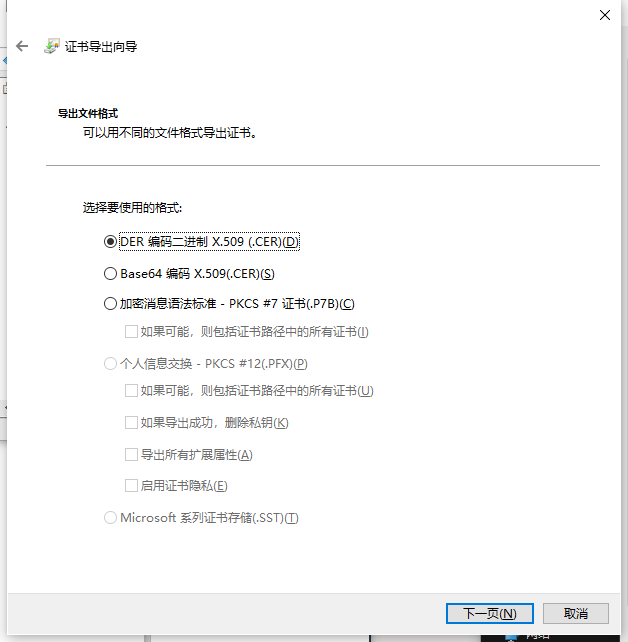 证书导出向导
导出文件格式
可以用不同的文件格式导出证书。
选择要使用的格式:
DER 编码二进制 X.509 (.CER)(D)
Base64 编码 X.509(.CER)(S)
加密消息语法标准 - PKCS #7 证书(.P7B)(C)
如果可能，则包括证书路径中的所有证书(I)
个人信息交换 - PKCS #12(.PFX)(P)
如果可能，则包括证书路径中的所有证书(U)
如果导出成功，删除私钥(K)
导出所有扩展属性(A)
启用证书隐私(E)
Microsoft 系列证书存储(.SST)(T)
下一页(N) 取消